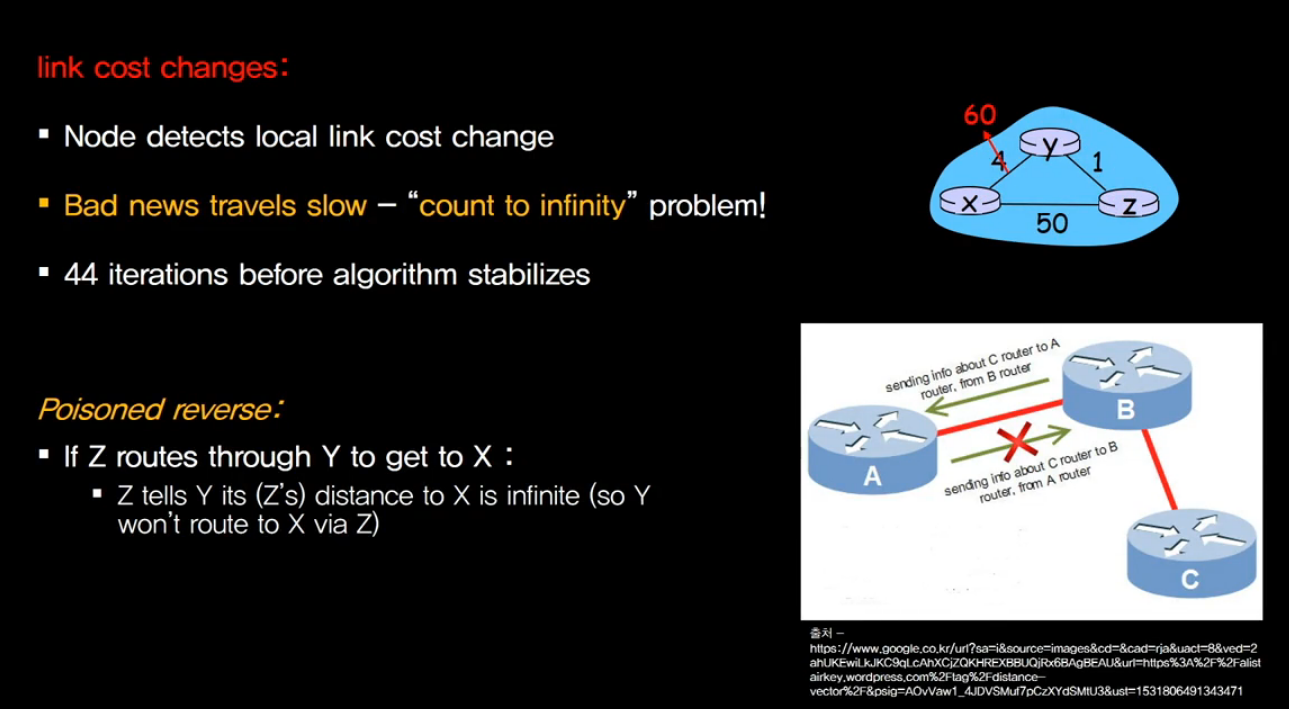 link cost changes:
▪ Node detects local link cost change
▪ Bad news travels slow – “count to infinity” problem!
▪ 44 iterations before algorithm stabilizes
60
4
y
1
x
z
50
Poisoned reverse:
▪ If Z routes through Y to get to X :
▪ Z tells Y its (Z's) distance to X is infinite (so Y
won't route to X via Z)
sending info about C router to A
router, from B router
B
A
sending info about C router to B
router, from A router
C
출처 –
https://www.google.co.kr/url?sa=i&source=images&cd=&cad=rja&uact=8&ved=2
ahUKEwiLkJKC9qLcAhXCjZQKHREXBBUQjRx6BAgBEAU&url=https%3A%2F%2Falist
airkey.wordpress.com%2Ftag%2Fdistance-
vector%2F&psig=AOvVaw1_4JDVSMuf7pCzXYdSMtU3&ust=1531806491343471